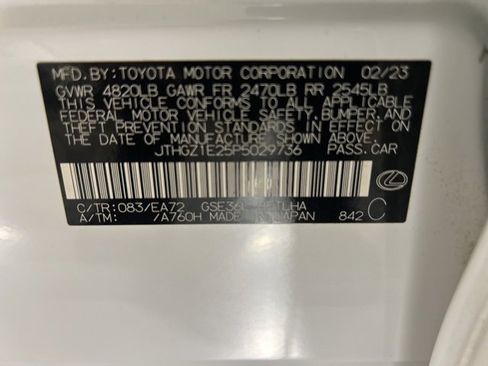 MFD. BY: TOYOTA MOTOR CORPORATION 02/23
GVWR 4820LB GAWR FR 2470LB RR 2545LB
THIS VEHICLE CONFORMS TO ALL APPLICABLE
FEDERAL MOTOR VEHICLE SAFETY, BUMPER, AND
THEFT PREVENTION STANDARDS IN EFFECT ON
THE DATE OF MANUFACTURE SHOWN ABOVE.
JTHGZ1E25P5029736 PASS. CAR
C/TR: 083/EA72 GSE36L
A/TM: /A760H MADE IN JAPAN 842 C